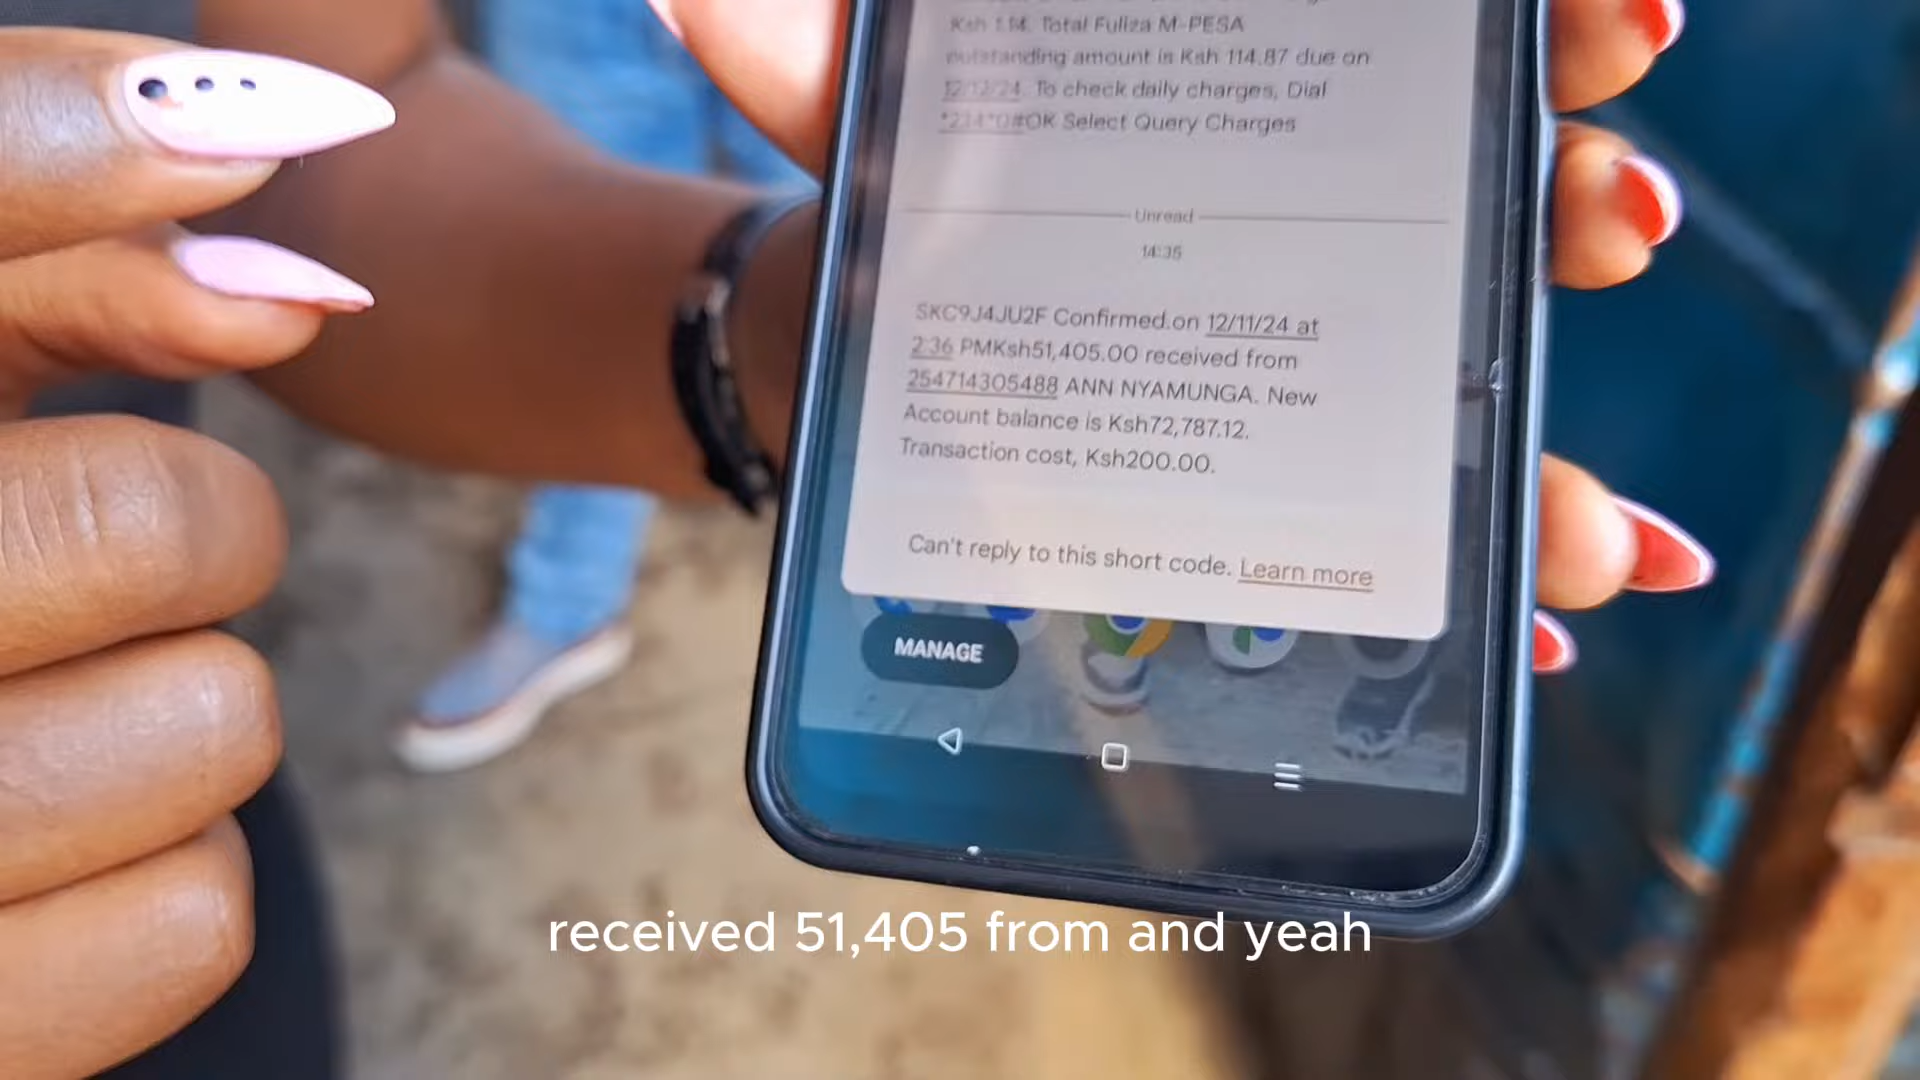 Ksh 1.14. Total Fuliza M-PESA
outstanding amount is Ksh 114.87 due on
12/12/24. To check daily charges, Dial
*234*0#OK Select Query Charges
Unread
14:35
SKC9J4JU2F Confirmed.on 12/11/24 at
2:36 PMKsh51,405.00 received from
254714305488 ANN NYAMUNGA. New
Account balance is Ksh72,787.12.
Transaction cost, Ksh200.00.
Can't reply to this short code. Learn more
MANAGE
received 51,405 from and yeah